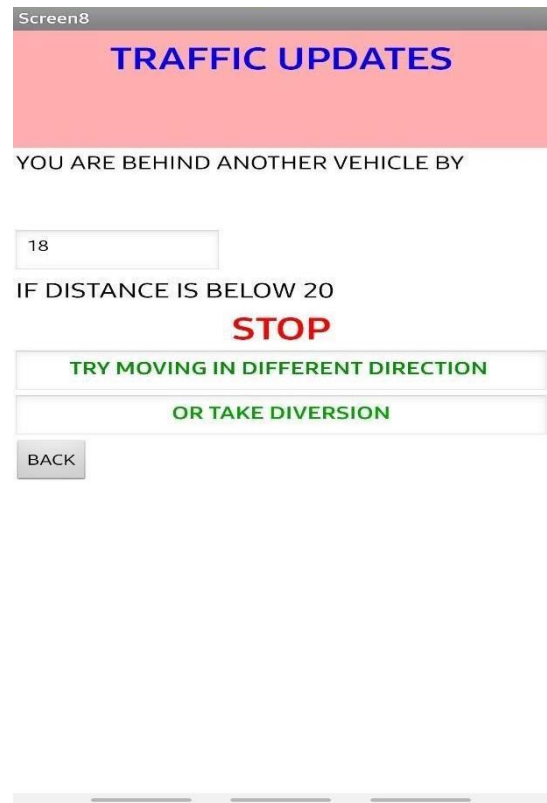 Screen8
TRAFFIC UPDATES
YOU ARE BEHIND ANOTHER VEHICLE BY
18
IF DISTANCE IS BELOW 20
STOP
TRY MOVING IN DIFFERENT DIRECTION
OR TAKE DIVERSION
BACK